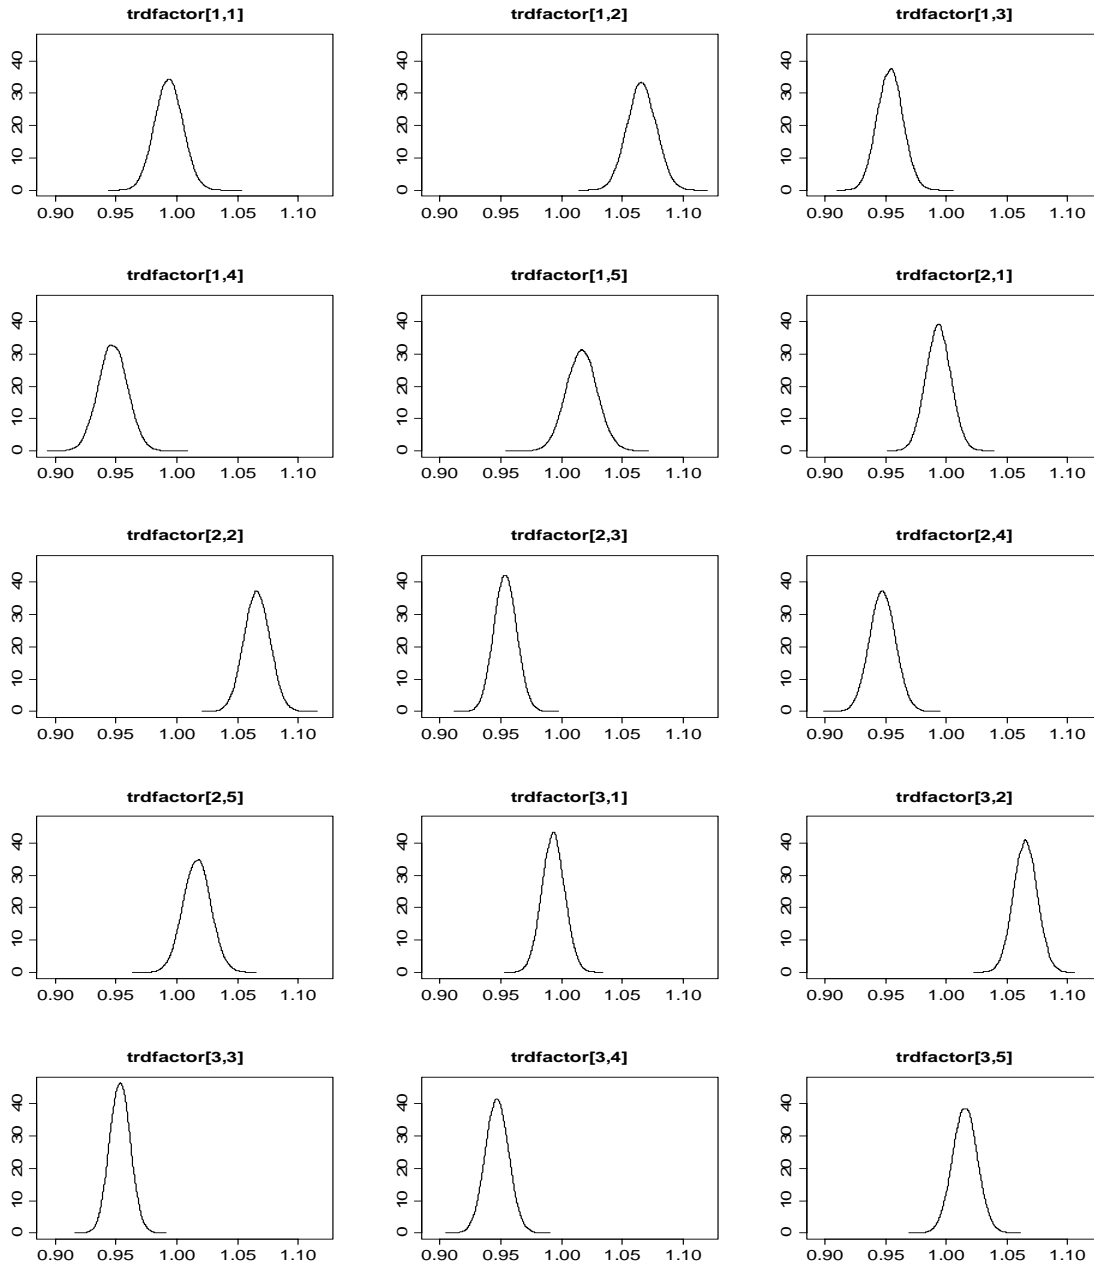 trdfactor[1,1] trdfactor[1,2] trdfactor[1,3]
0 10 20 30 40 0 10 20 30 40 0 10 20 30 40
0.90 0.95 1.00 1.05 1.10 0.90 0.95 1.00 1.05 1.10 0.90 0.95 1.00 1.05 1.10
trdfactor[1,4] trdfactor[1,5] trdfactor[2,1]
0 10 20 30 40 0 10 20 30 40 0 10 20 30 40
0.90 0.95 1.00 1.05 1.10 0.90 0.95 1.00 1.05 1.10 0.90 0.95 1.00 1.05 1.10
trdfactor[2,2] trdfactor[2,3] trdfactor[2,4]
0 10 20 30 40 0 10 20 30 40 0 10 20 30 40
0.90 0.95 1.00 1.05 1.10 0.90 0.95 1.00 1.05 1.10 0.90 0.95 1.00 1.05 1.10
trdfactor[2,5] trdfactor[3,1] trdfactor[3,2]
0 10 20 30 40 0 10 20 30 40 0 10 20 30 40
0.90 0.95 1.00 1.05 1.10 0.90 0.95 1.00 1.05 1.10 0.90 0.95 1.00 1.05 1.10
trdfactor[3,3] trdfactor[3,4] trdfactor[3,5]
0 10 20 30 40 0 10 20 30 40 0 10 20 30 40
0.90 0.95 1.00 1.05 1.10 0.90 0.95 1.00 1.05 1.10 0.90 0.95 1.00 1.05 1.10